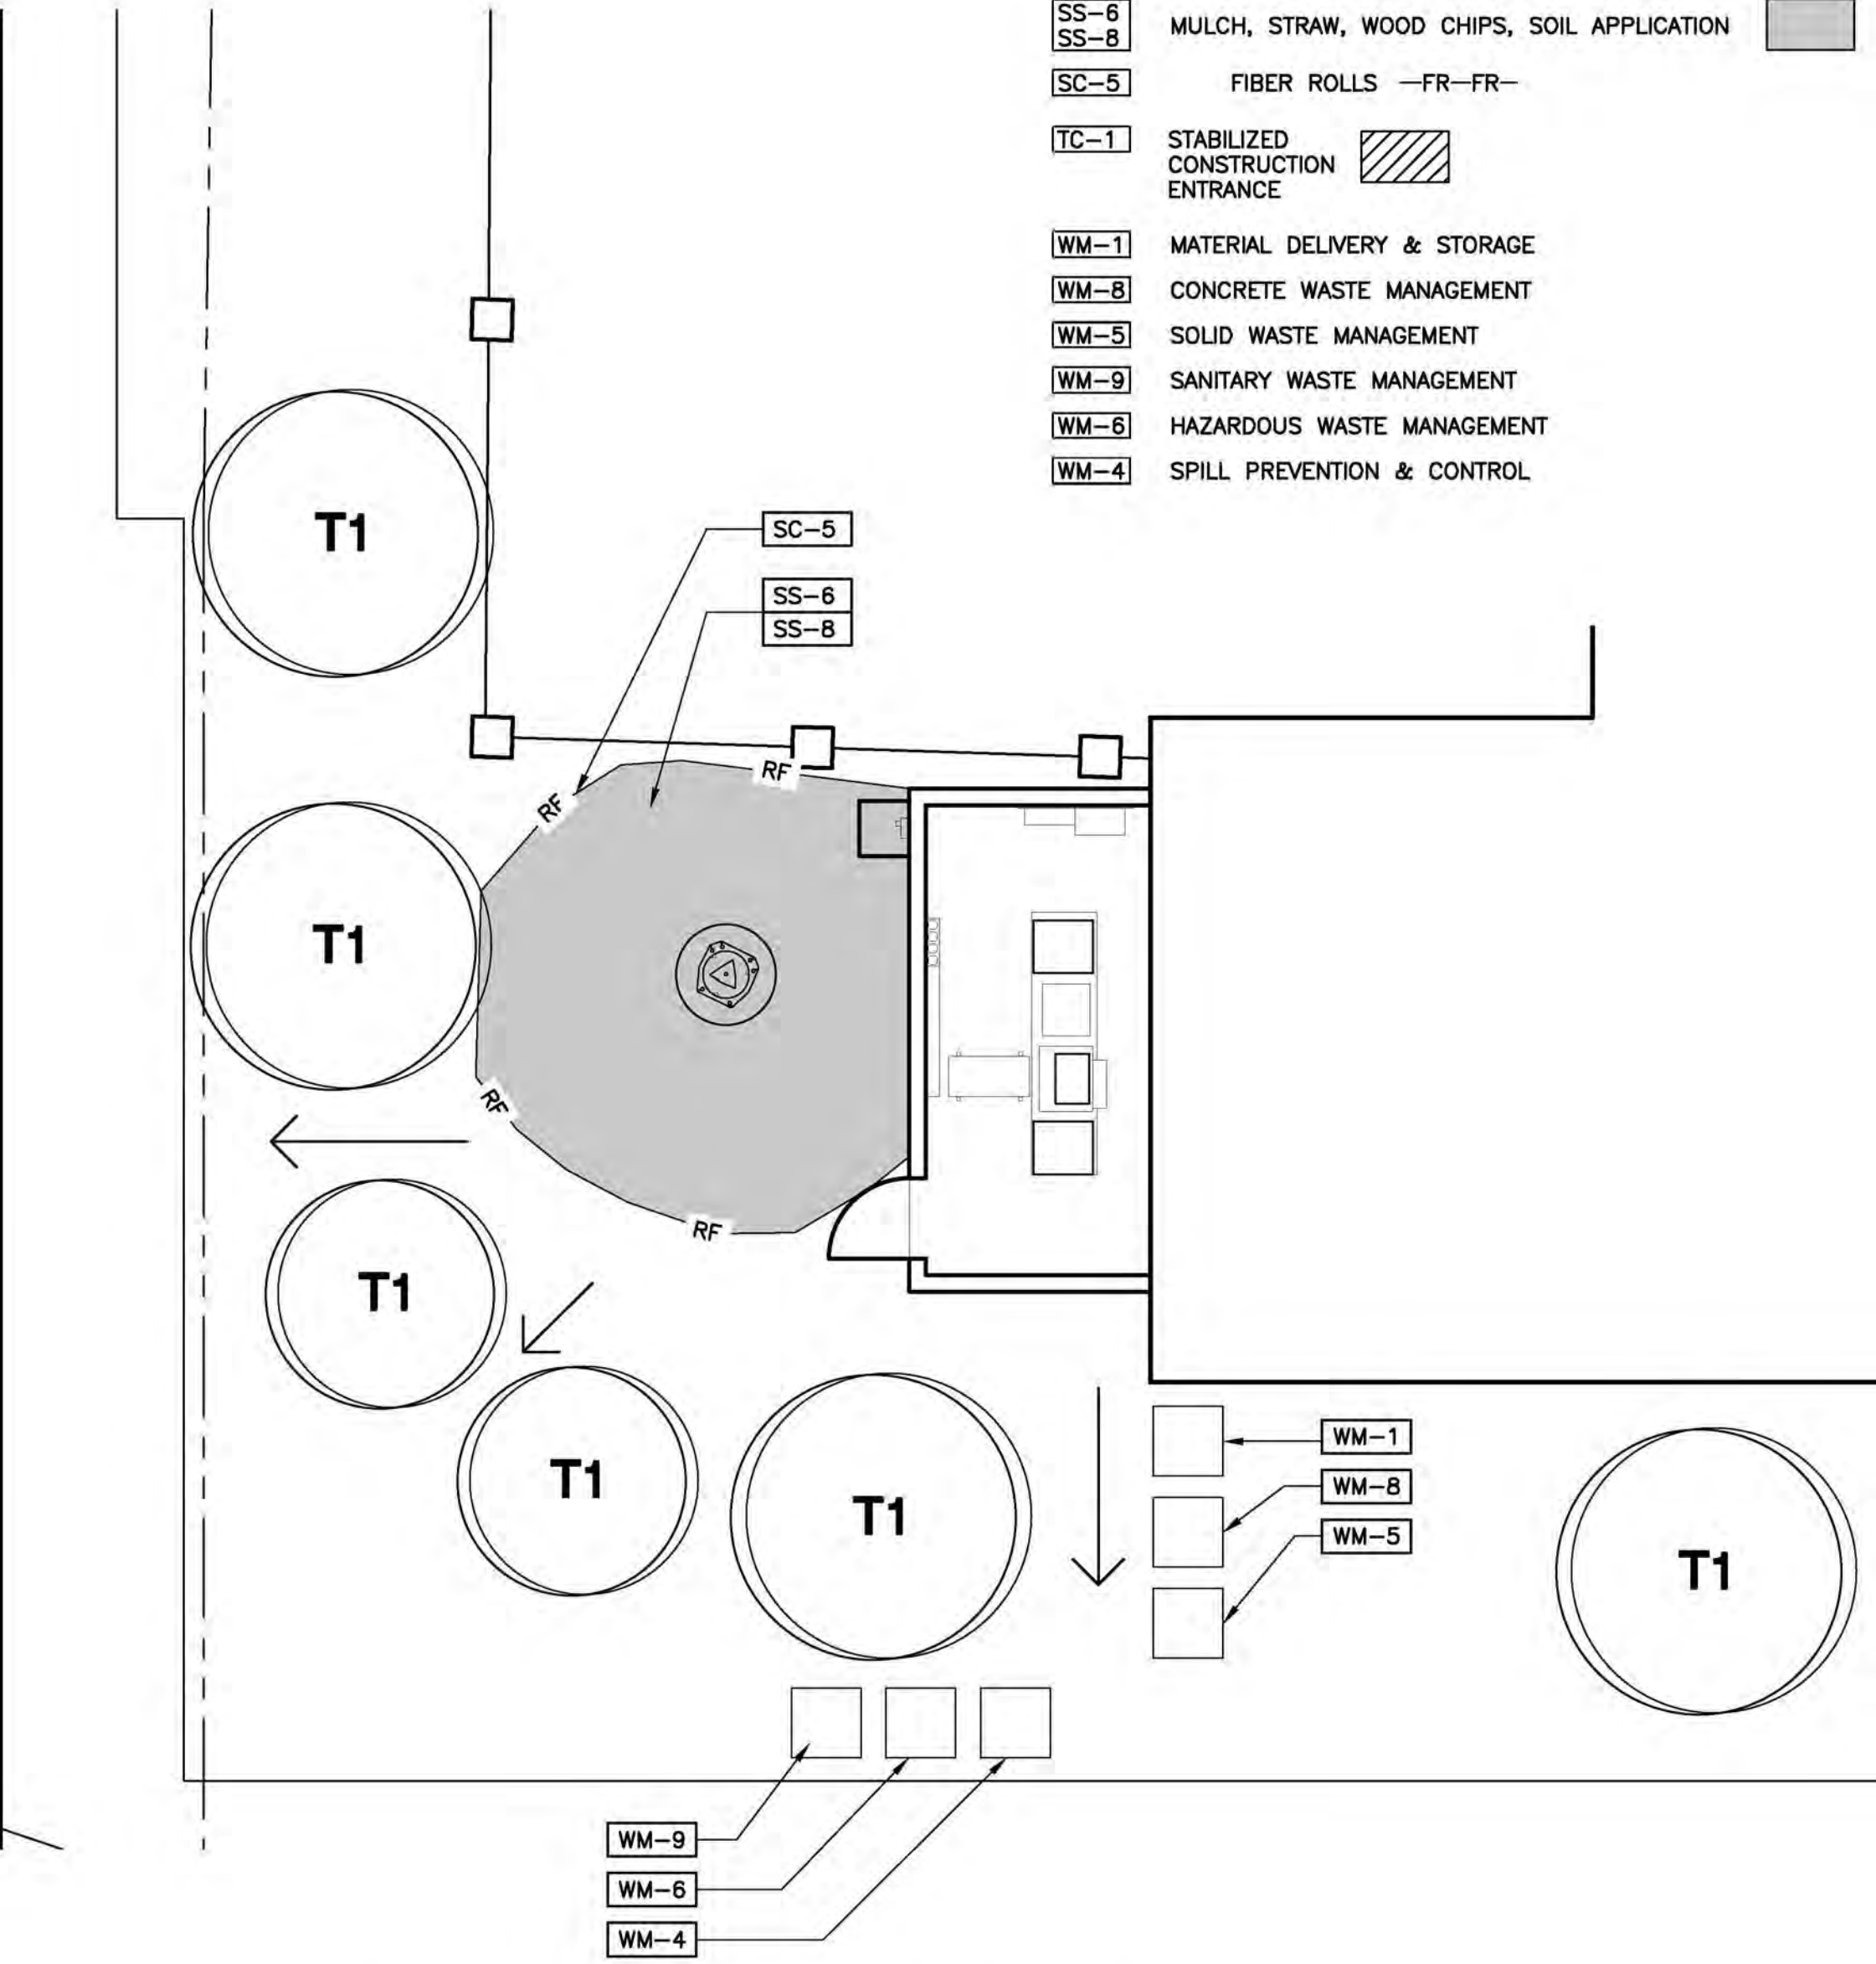 SS-6
SS-8
MULCH, STRAW, WOOD CHIPS, SOIL APPLICATION
SC-5
FIBER ROLLS —FR—FR—
TC-1
STABILIZED
CONSTRUCTION
ENTRANCE
WM-1
MATERIAL DELIVERY & STORAGE
WM-8
CONCRETE WASTE MANAGEMENT
WM-5
SOLID WASTE MANAGEMENT
WM-9
SANITARY WASTE MANAGEMENT
WM-6
HAZARDOUS WASTE MANAGEMENT
WM-4
SPILL PREVENTION & CONTROL
SC-5
T1
SS-6
SS-8
RF
RF
T1
RF
RF
T1
WM-1
T1
WM-8
T1
WM-5
T1
WM-9
WM-6
WM-4